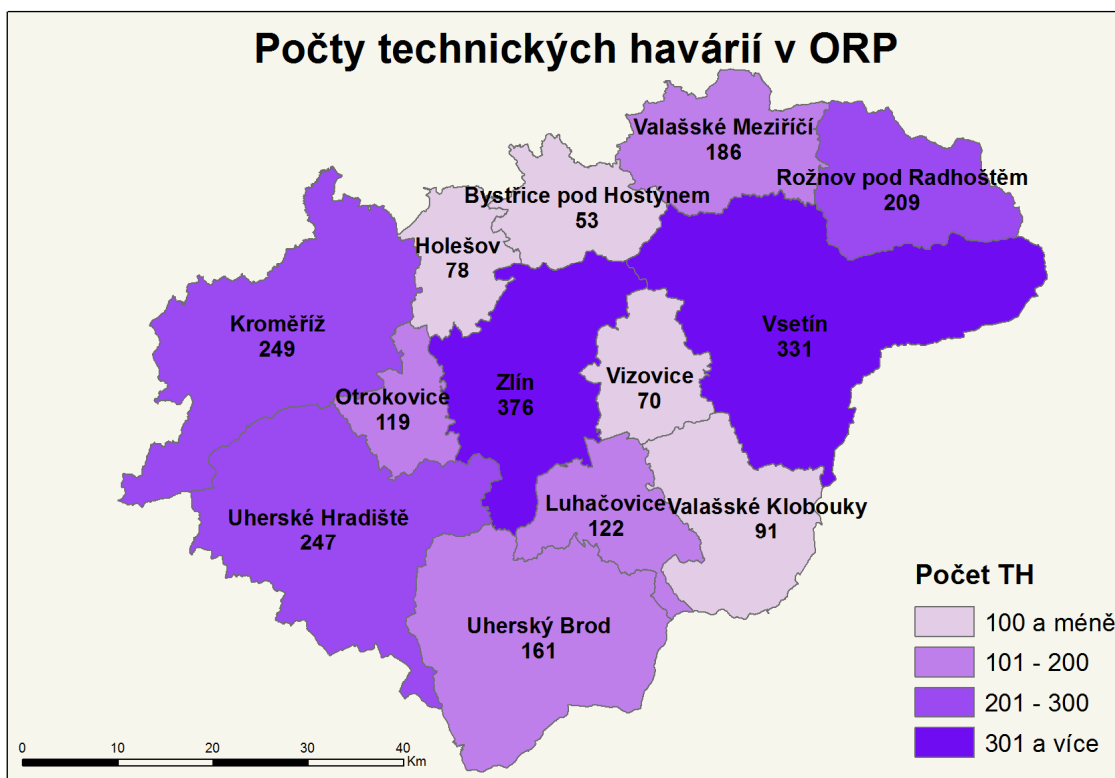 Počty technických havárií v ORP
Valašské Meziříčí
186
Rožnov pod Radhoštěm
209
Bystřice pod Hostýnem
53
Holešov
78
Kroměříž
249
Vsetín
331
Zlín
376
Vizovice
70
Otrokovice
119
Luhačovice
122
Valašské Klobouky
91
Uherské Hradiště
247
Uherský Brod
161
Počet TH
100 a méně
101 - 200
201 - 300
301 a více
0 10 20 30 40
Km